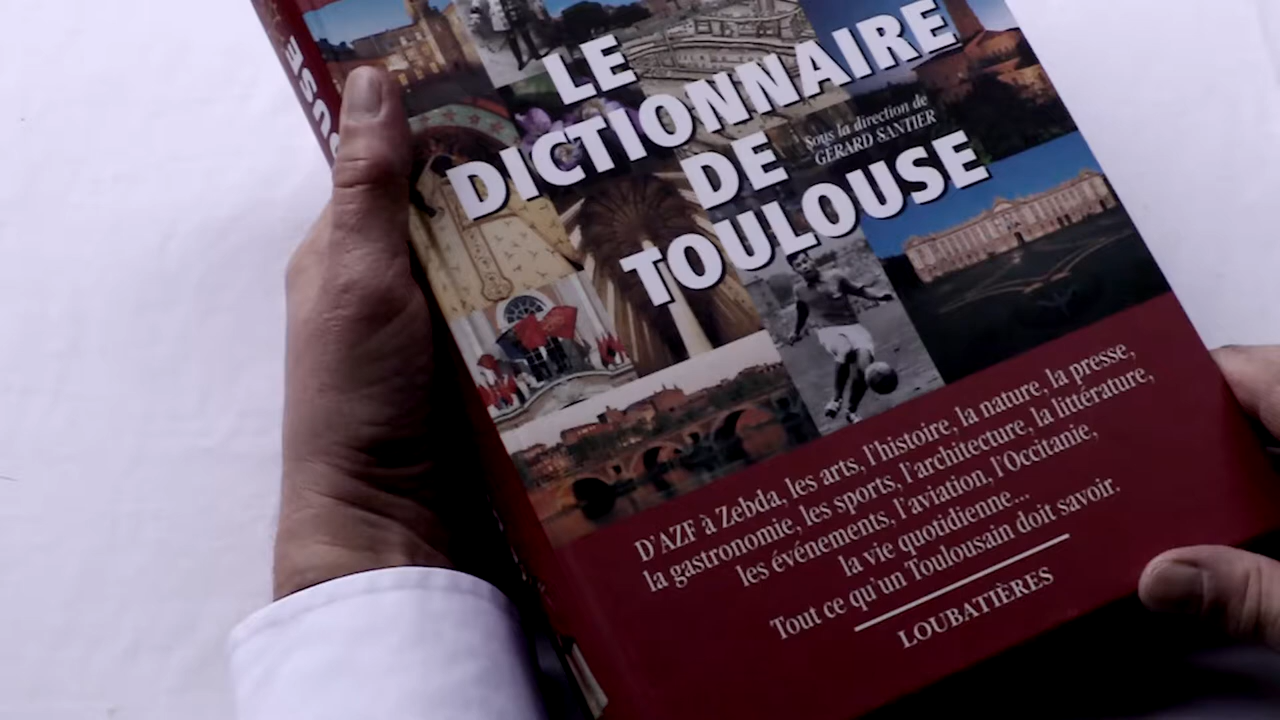 LE
DICTIONNAIRE
DE
TOULOUSE
Sous la direction de
GÉRARD SANTIER
D'AZF à Zebda, les arts, l'histoire, la nature, la presse,
la gastronomie, les sports, l'architecture, la littérature,
les événements, l'aviation, l'Occitanie,
la vie quotidienne...
Tout ce qu'un Toulousain doit savoir.
LOUBATIÈRES